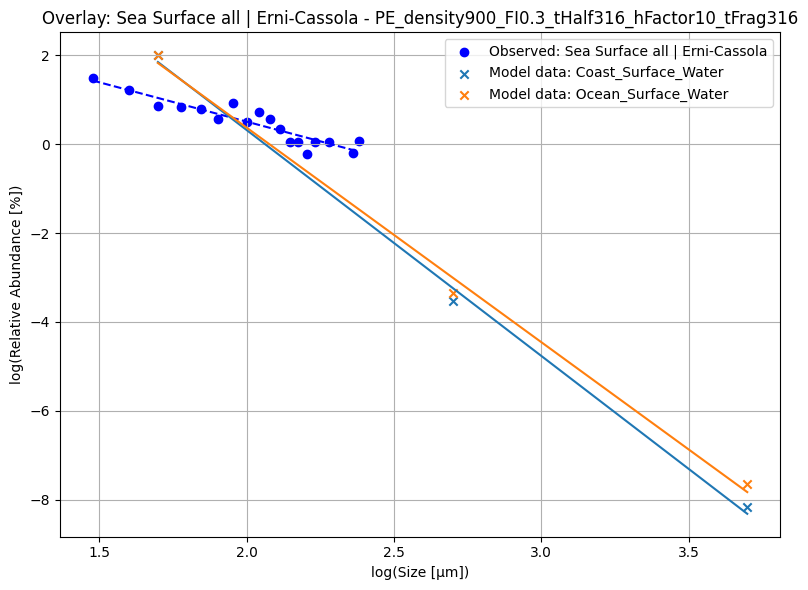 Overlay: Sea Surface all | Erni-Cassola - PE_density900_FI0.3_tHalf316_hFactor10_tFrag316
Observed: Sea Surface all | Erni-Cassola
Model data: Coast_Surface_Water
Model data: Ocean_Surface_Water
log(Relative Abundance [%])
2
0
−2
−4
−6
−8
1.5
2.0
2.5
3.0
3.5
log(Size [μm])